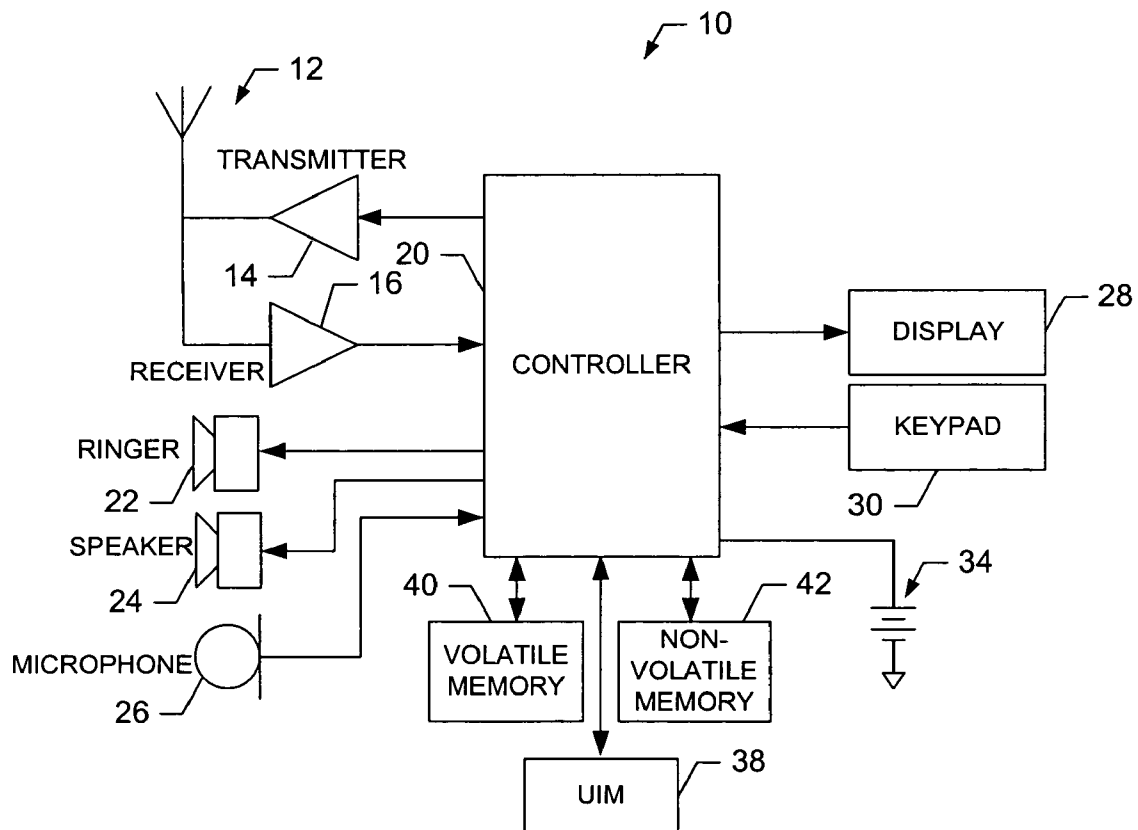 10
12
TRANSMITTER
14
20
16
RECEIVER
CONTROLLER
DISPLAY
28
KEYPAD
30
RINGER
22
SPEAKER
24
MICROPHONE
26
40
VOLATILE
MEMORY
42
NON-
VOLATILE
MEMORY
34
UIM
38